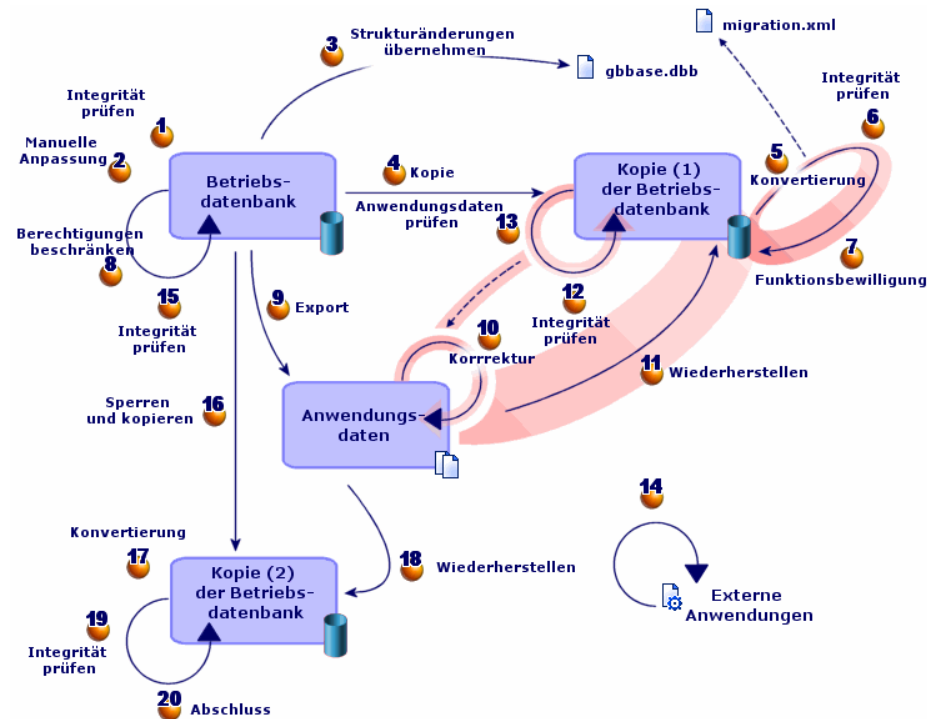 migration.xml
3
Strukturänderungen
übernehmen
gbbase.dbb
Integrität
prüfen
1
Manuelle
Anpassung
2
Integrität
prüfen
6
4
Kopie
Anwendungsdaten
prüfen
13
5
Konvertierung
Betriebs-
datenbank
Kopie (1)
der Betriebs-
datenbank
Berechtigungen
beschränken
8
7
Funktionsbewilligung
15
Integrität
prüfen
9
Export
12
Integrität
prüfen
10
Korrrektur
11
Wiederherstellen
Sperren
und kopieren
16
Anwendungs-
daten
14
Externe
Anwendungen
Konvertierung
17
Kopie (2)
der Betriebs-
datenbank
18
Wiederherstellen
19
Integrität
prüfen
20
Abschluss